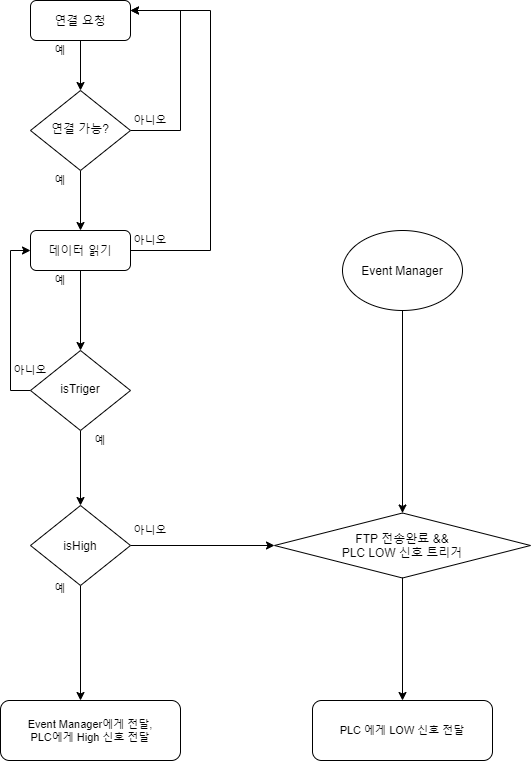 연결 요청
예
연결 가능?
아니오
예
데이터 읽기
아니오
예
Event Manager
아니오
isTriger
예
isHigh
아니오
예
FTP 전송완료 &&
PLC LOW 신호 트리거
Event Manager에게 전달,
PLC에게 High 신호 전달
PLC 에게 LOW 신호 전달